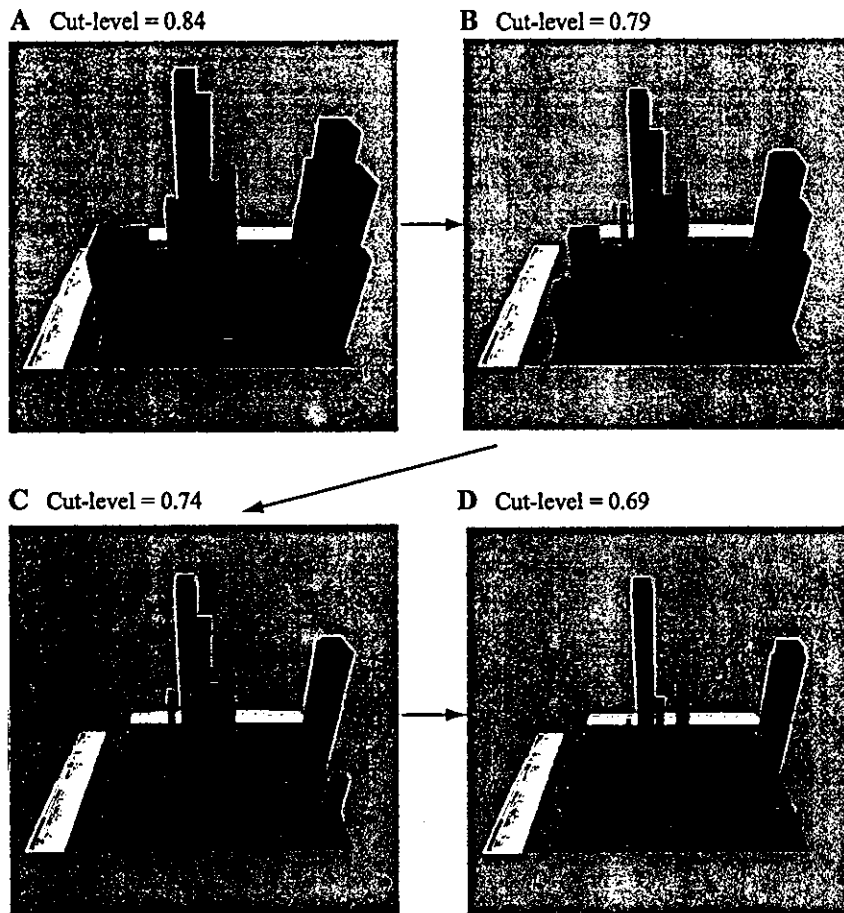 A Cut-level = 0.84
B Cut-level = 0.79
C Cut-level = 0.74
D Cut-level = 0.69